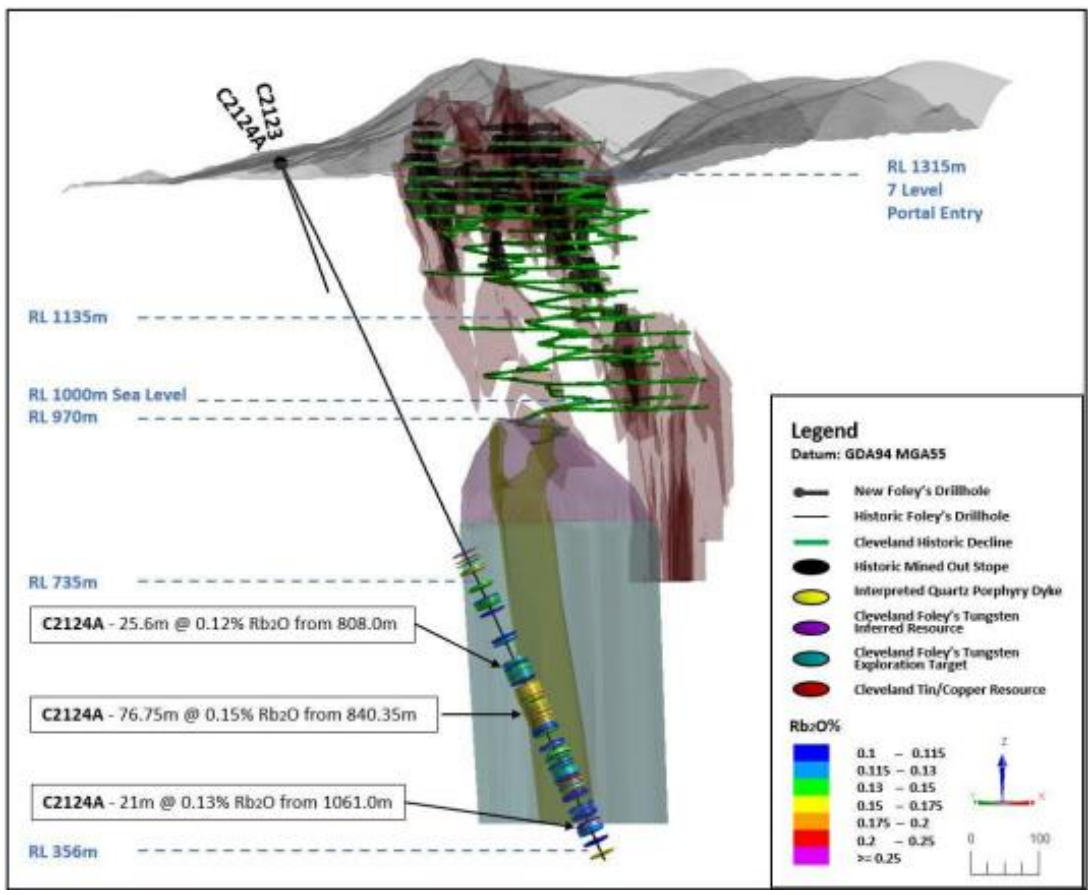 C2123
C2124A
RL 1315m
7 Level
Portal Entry
RL 1135m
RL 1000m Sea Level
RL 970m
RL 735m
C2124A - 25.6m @ 0.12% Rb₂O from 808.0m
C2124A - 76.75m @ 0.15% Rb₂O from 840.35m
C2124A - 21m @ 0.13% Rb₂O from 1061.0m
RL 356m
Legend
Datum: GDA94 MGA55
New Foley's Drillhole
Historic Foley's Drillhole
Cleveland Historic Decline
Historic Mined Out Stope
Interpreted Quartz Porphyry Dyke
Cleveland Foley's Tungsten
Inferred Resource
Cleveland Foley's Tungsten
Exploration Target
Cleveland Tin/Copper Resource
Rb₂O%
0.1 – 0.115
0.115 – 0.13
0.13 – 0.15
0.15 – 0.175
0.175 – 0.2
0.2 – 0.25
>= 0.25
Z
Y
X
0 100